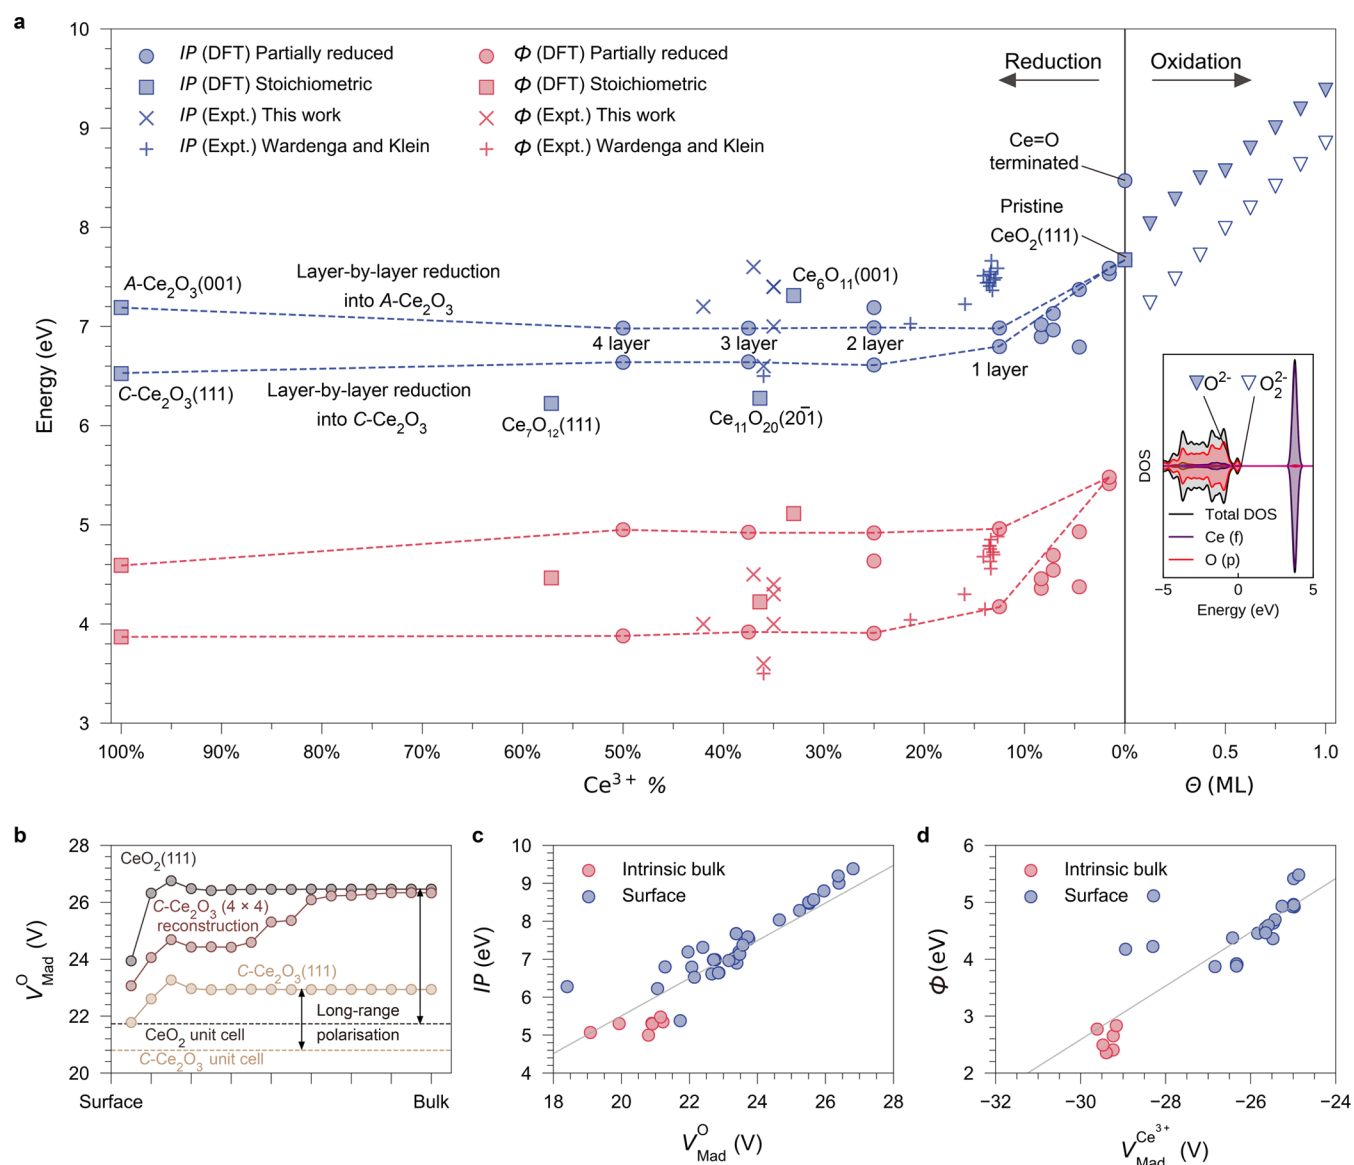 a
10
9
8
7
6
5
4
3
Energy (eV)
IP (DFT) Partially reduced
IP (DFT) Stoichiometric
IP (Expt.) This work
IP (Expt.) Wardenga and Klein
Φ (DFT) Partially reduced
Φ (DFT) Stoichiometric
Φ (Expt.) This work
Φ (Expt.) Wardenga and Klein
Reduction
Oxidation
Ce=O
terminated
Pristine
CeO₂(111)
A-Ce₂O₃(001)
Layer-by-layer reduction
into A-Ce₂O₃
Ce₆O₁₁(001)
4 layer
3 layer
2 layer
1 layer
C-Ce₂O₃(111)
Layer-by-layer reduction
into C-Ce₂O₃
Ce₇O₁₂(111)
Ce₁₁O₂₀(201̄)
O²⁻
O₂²⁻
DOS
Total DOS
Ce (f)
O (p)
−5 0 5
Energy (eV)
100% 90% 80% 70% 60% 50% 40% 30% 20% 10% 0% 0.5 1.0
Ce³⁺ %
Θ (ML)
b
28
26
24
22
20
V_Mad^O (V)
CeO₂(111)
C-Ce₂O₃ (4 × 4)
reconstruction
C-Ce₂O₃(111)
Long-range
polarisation
CeO₂ unit cell
C-Ce₂O₃ unit cell
Surface
Bulk
c
10
9
8
7
6
5
4
IP (eV)
Intrinsic bulk
Surface
18 20 22 24 26 28
V_Mad^O (V)
d
6
5
4
3
2
Φ (eV)
Intrinsic bulk
Surface
−32 −30 −28 −26 −24
V_Mad^Ce³⁺ (V)